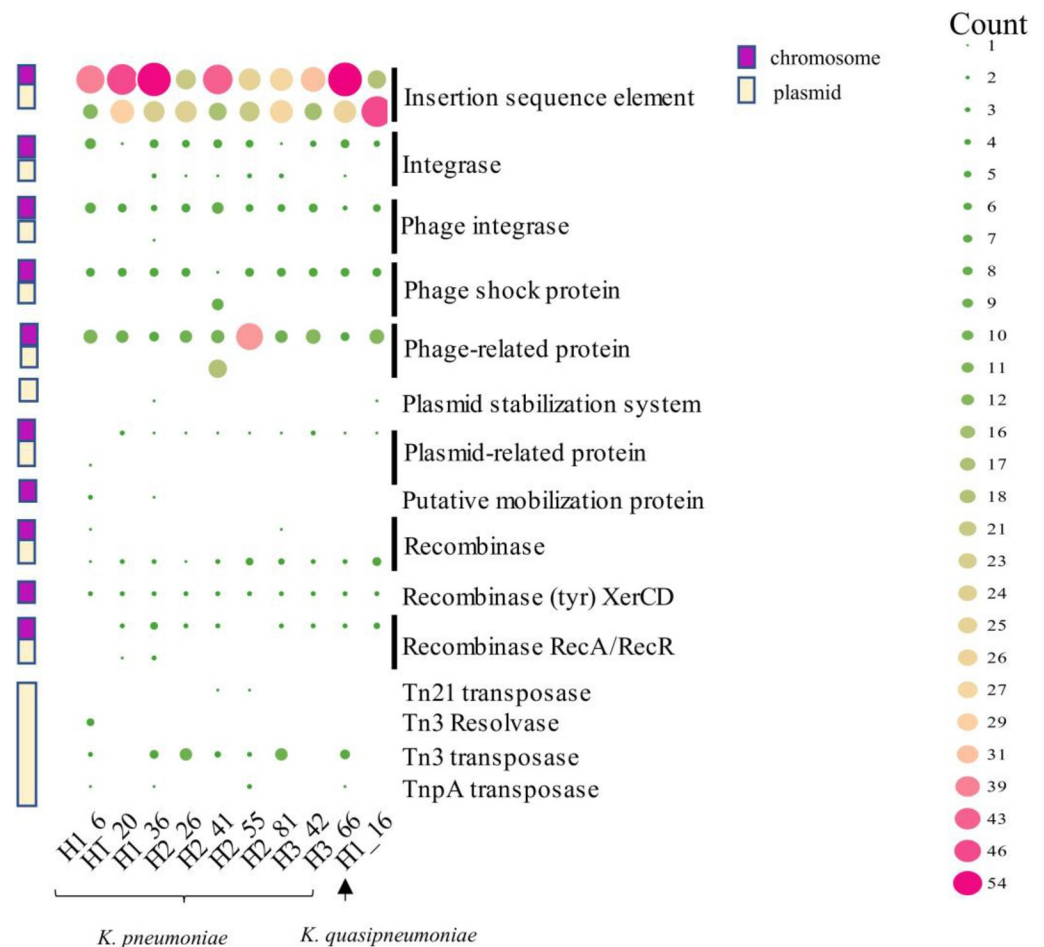 Count
chromosome
plasmid
1
2
3
4
5
6
7
8
9
10
11
12
16
17
18
21
23
24
25
26
27
29
31
39
43
46
54
Insertion sequence element
Integrase
Phage integrase
Phage shock protein
Phage-related protein
Plasmid stabilization system
Plasmid-related protein
Putative mobilization protein
Recombinase
Recombinase (tyr) XerCD
Recombinase RecA/RecR
Tn21 transposase
Tn3 Resolvase
Tn3 transposase
TnpA transposase
H1_6
H1_20
H1_36
H2_26
H2_41
H2_55
H2_81
H3_42
H3_66
H1_16
K. pneumoniae
K. quasipneumoniae